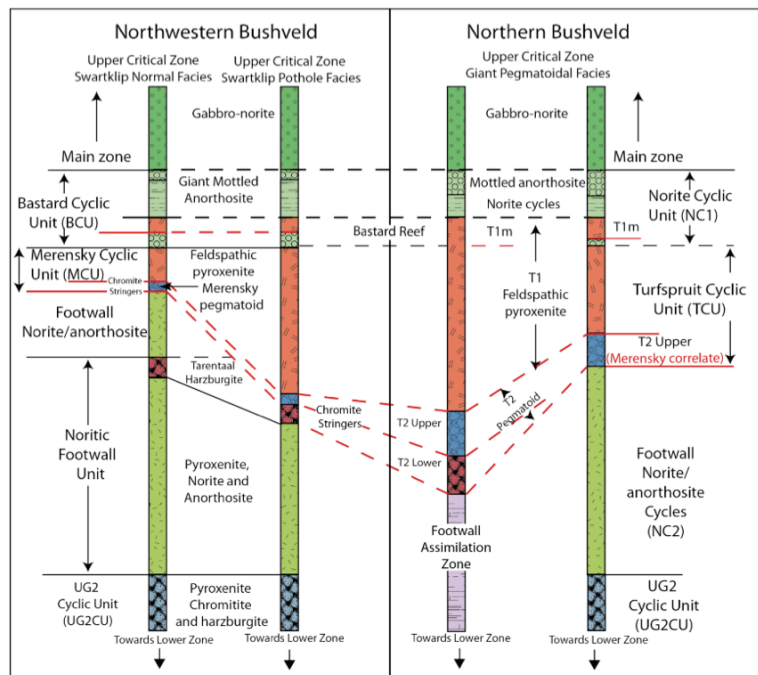 Northwestern Bushveld
Northern Bushveld
Upper Critical Zone
Swartklip Normal Facies
Upper Critical Zone
Swartklip Pothole Facies
Upper Critical Zone
Giant Pegmatoidal Facies
Gabbro-norite
Gabbro-norite
Main zone
Main zone
Bastard Cyclic
Unit (BCU)
Giant Mottled
Anorthosite
Mottled anorthosite
Norite cycles
Norite Cyclic
Unit (NC1)
Bastard Reef
T1m
T1m
Merensky Cyclic
Unit (MCU)
Chromite
Stringers
Feldspathic
pyroxenite
Merensky
pegmatoid
T1
Feldspathic
pyroxenite
Turfspruit Cyclic
Unit (TCU)
Footwall
Norite/anorthosite
T2 Upper
(Merensky correlate)
Tarentaal
Harzburgite
Chromite
Stringers
T2 Upper
T2
Pegmatoid
T2 Lower
Noritic
Footwall
Unit
Pyroxenite,
Norite and
Anorthosite
Footwall
Assimilation
Zone
Footwall
Norite/
anorthosite
Cycles
(NC2)
UG2
Cyclic Unit
(UG2CU)
Pyroxenite
Chromitite
and harzburgite
UG2
Cyclic Unit
(UG2CU)
Towards Lower Zone
Towards Lower Zone
Towards Lower Zone
Towards Lower Zone